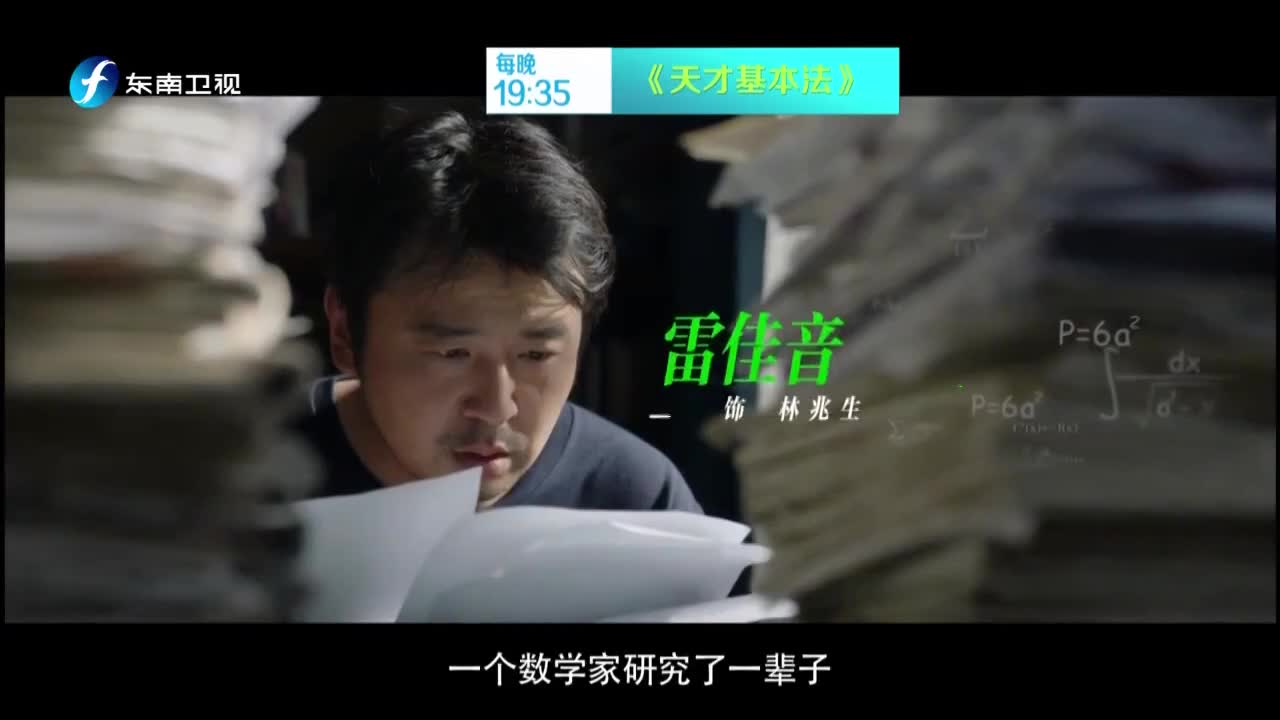 东南卫视
每晚
19:35
《天才基本法》
雷佳音
饰 林兆生
P=6a²
dx
P=6a²
一个数学家研究了一辈子